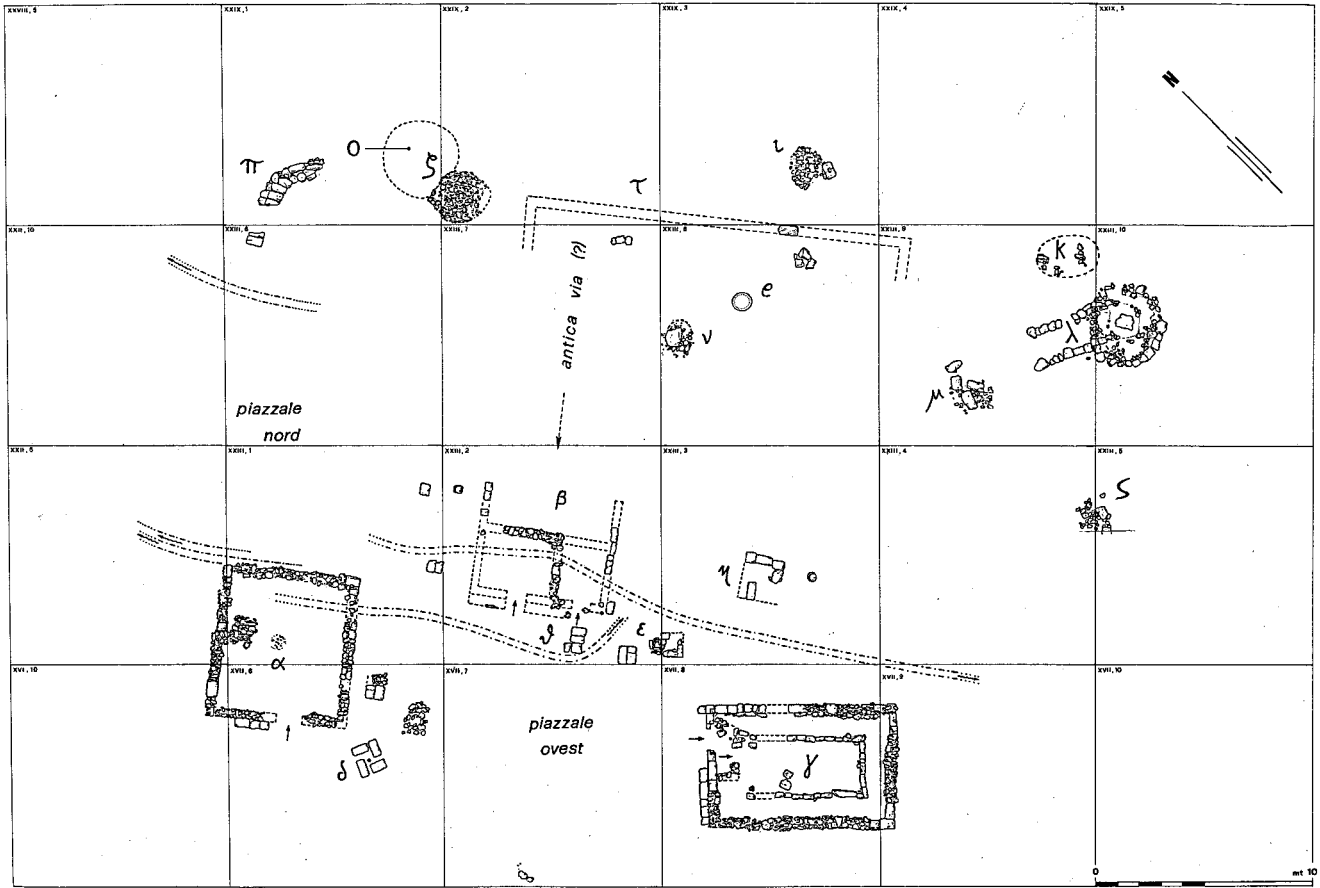 XXVIII, 5
XXIX, 1
XXIX, 2
XXIX, 3
XXIX, 4
XXIX, 5
N
π
O
ζ
τ
ι
XXII, 10
XXIII, 6
XXIII, 7
XXIII, 8
XXIII, 9
XXIII, 10
antica via (?)
K
ρ
ν
λ
μ
piazzale
nord
XXII, 5
XXIII, 1
XXIII, 2
XXIII, 3
XXIII, 4
XXIII, 5
β
ς
η
ϑ
ε
α
XVI, 10
XVII, 6
XVII, 7
XVII, 8
XVII, 9
XVII, 10
piazzale
ovest
δ
γ
0 mt 10